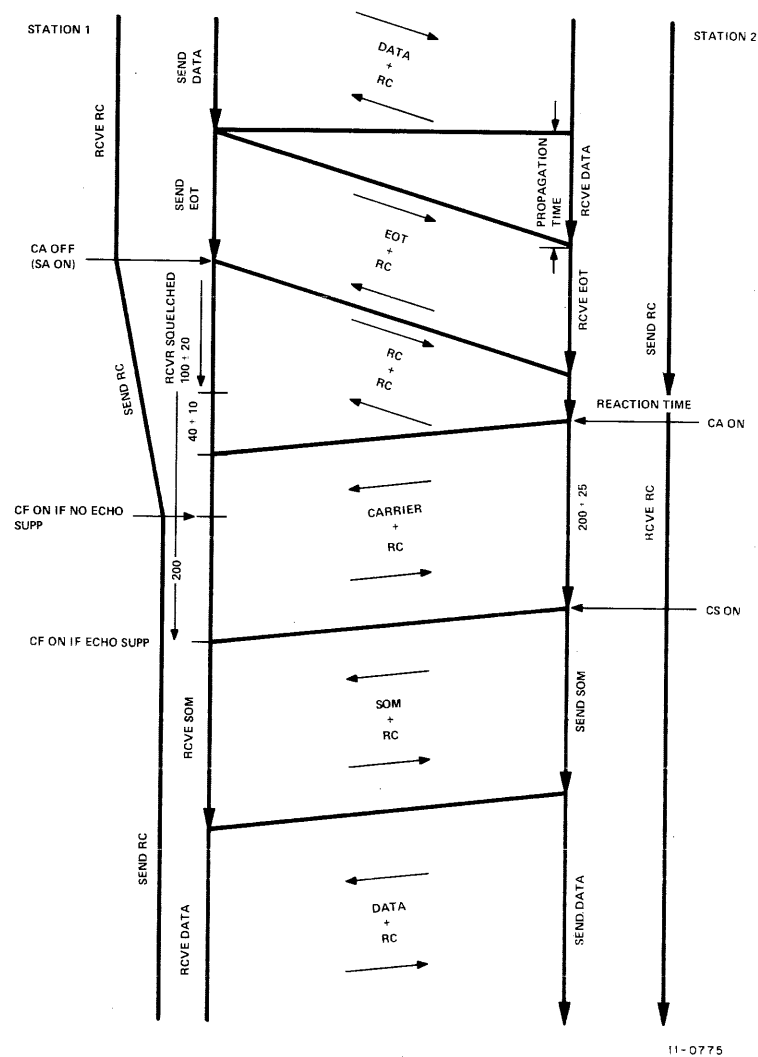 STATION 1
STATION 2
SEND
DATA
DATA
+
RC
RCVE RC
PROPAGATION
TIME
RCVE DATA
SEND
EOT
EOT
+
RC
CA OFF
(SA ON)
RCVR SQUELCHED
100 ± 20
RCVE EOT
SEND RC
RC
+
RC
SEND RC
40 ± 10
REACTION TIME
CA ON
CARRIER
+
RC
200 ± 25
RCVE RC
CF ON IF NO ECHO
SUPP
200
CS ON
CF ON IF ECHO SUPP
RCVE SOM
SOM
+
RC
SEND SOM
SEND RC
RCVE DATA
DATA
+
RC
SEND DATA
11-0775